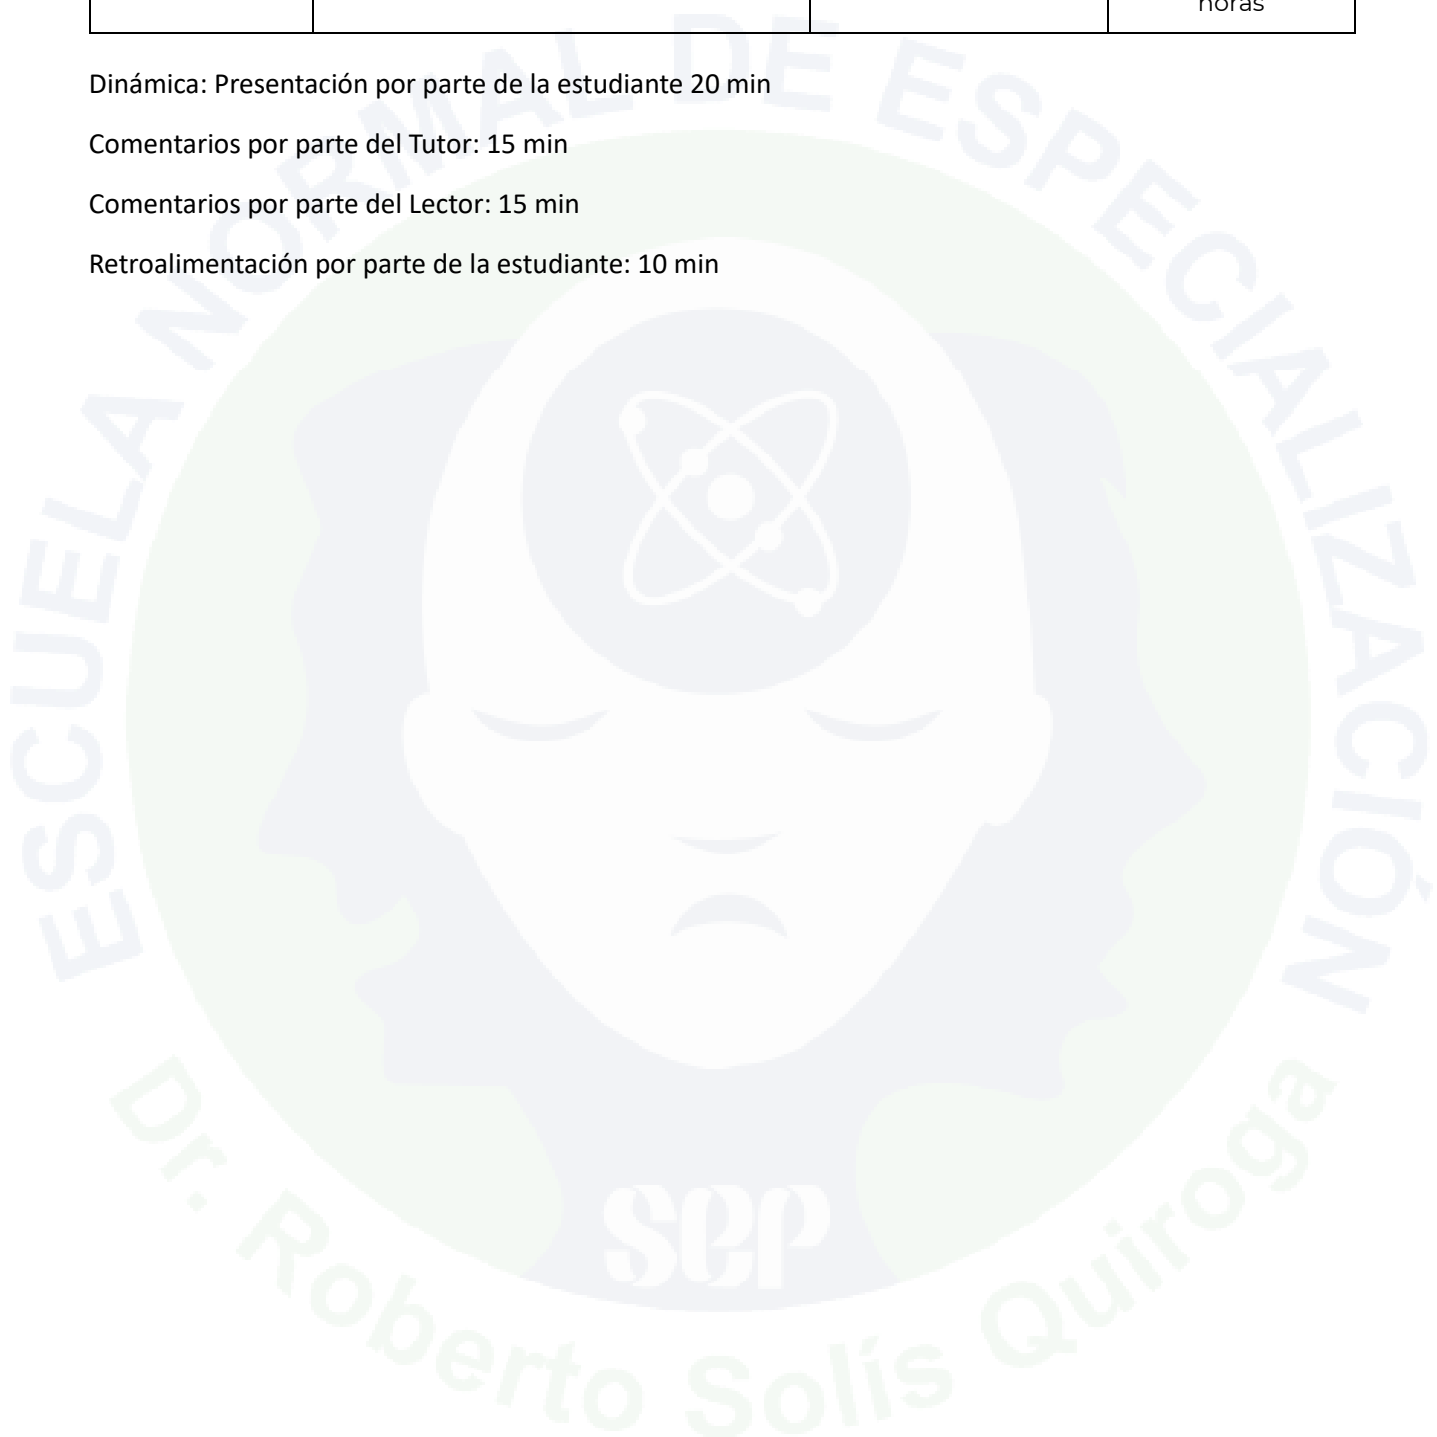 horas
Dinámica: Presentación por parte de la estudiante 20 min
Comentarios por parte del Tutor: 15 min
Comentarios por parte del Lector: 15 min
Retroalimentación por parte de la estudiante: 10 min
ESCUELA NORMAL DE ESPECIALIZACIÓN
sep
Dr. Roberto Solís Quiroga